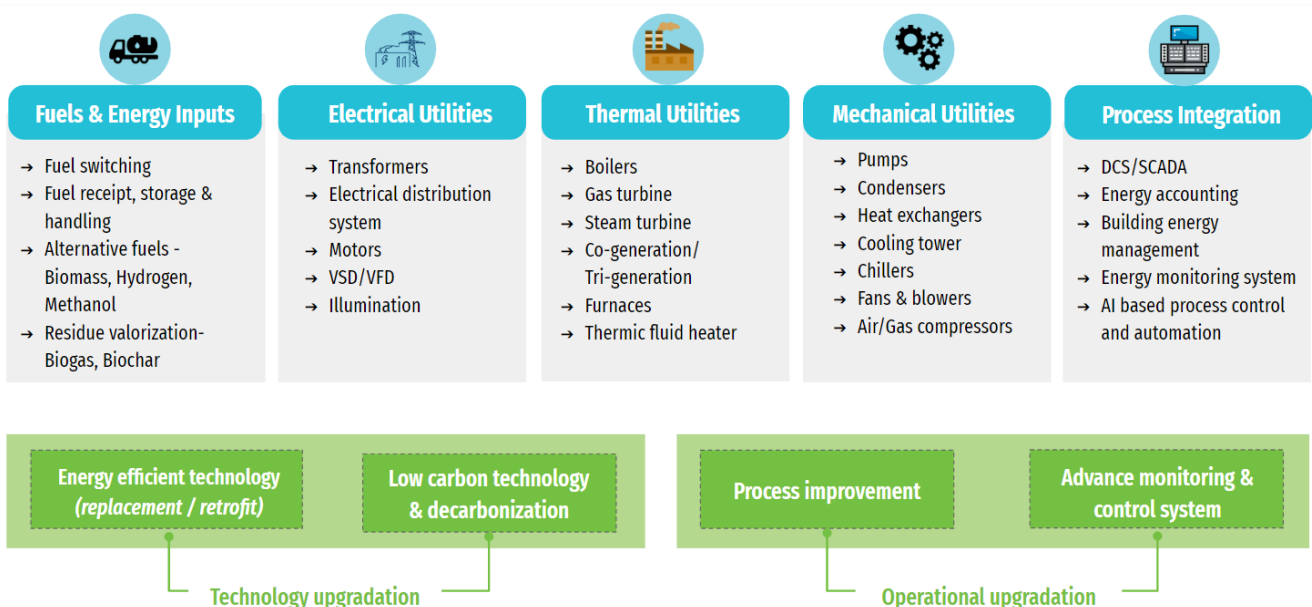 Fuels & Energy Inputs
→ Fuel switching
→ Fuel receipt, storage &
handling
→ Alternative fuels -
Biomass, Hydrogen,
Methanol
→ Residue valorization-
Biogas, Biochar
Electrical Utilities
→ Transformers
→ Electrical distribution
system
→ Motors
→ VSD/VFD
→ Illumination
Thermal Utilities
→ Boilers
→ Gas turbine
→ Steam turbine
→ Co-generation/
Tri-generation
→ Furnaces
→ Thermic fluid heater
Mechanical Utilities
→ Pumps
→ Condensers
→ Heat exchangers
→ Cooling tower
→ Chillers
→ Fans & blowers
→ Air/Gas compressors
Process Integration
→ DCS/SCADA
→ Energy accounting
→ Building energy
management
→ Energy monitoring system
→ AI based process control
and automation
Energy efficient technology
(replacement / retrofit)
Low carbon technology
& decarbonization
Technology upgradation
Process improvement
Advance monitoring &
control system
Operational upgradation